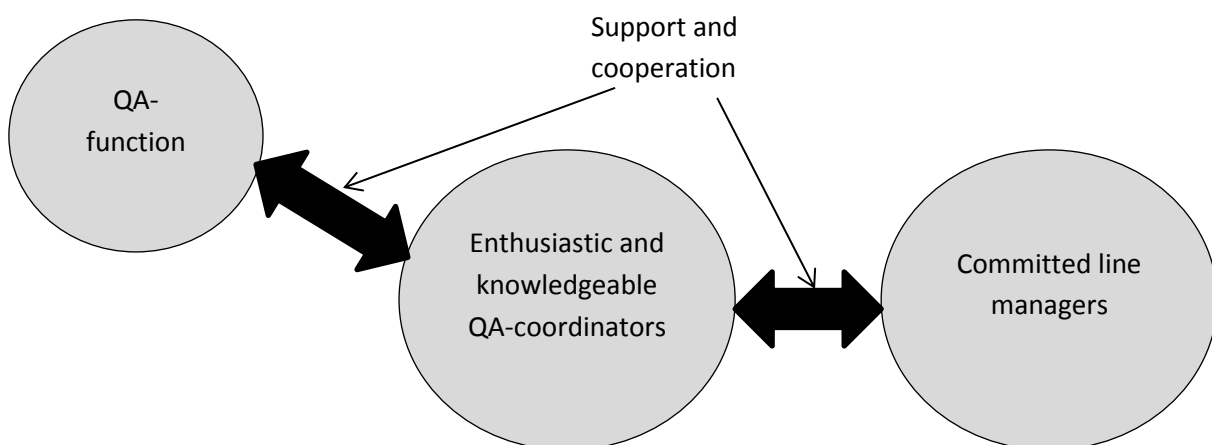 Support and
cooperation
QA-
function
Enthusiastic and
knowledgeable
QA-coordinators
Committed line
managers